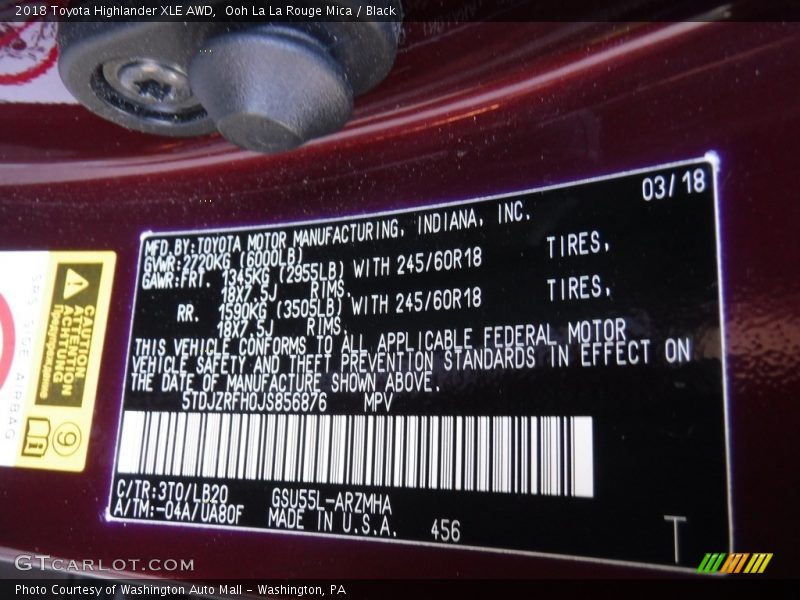 2018 Toyota Highlander XLE AWD,  Ooh La La Rouge Mica / Black
MFD.BY:TOYOTA MOTOR MANUFACTURING, INDIANA, INC.
03/18
GVWR:2720KG (6000LB)
GAWR:FRT. 1345KG (2955LB) WITH 245/60R18 TIRES,
18X7.5J RIMS.
RR. 1590KG (3505LB) WITH 245/60R18 TIRES,
18X7.5J RIMS.
THIS VEHICLE CONFORMS TO ALL APPLICABLE FEDERAL MOTOR
VEHICLE SAFETY AND THEFT PREVENTION STANDARDS IN EFFECT ON
THE DATE OF MANUFACTURE SHOWN ABOVE.
5TDJZRFH0JS856876 MPV
C/TR:3T0/LB20 GSU55L-ARZMHA
A/TM:-04A/UA80F MADE IN U.S.A. 456
T
SRS SIDE AIRBAG
CAUTION
ATTENTION
ACHTUNG
GTCARLOT.COM
Photo Courtesy of Washington Auto Mall - Washington, PA